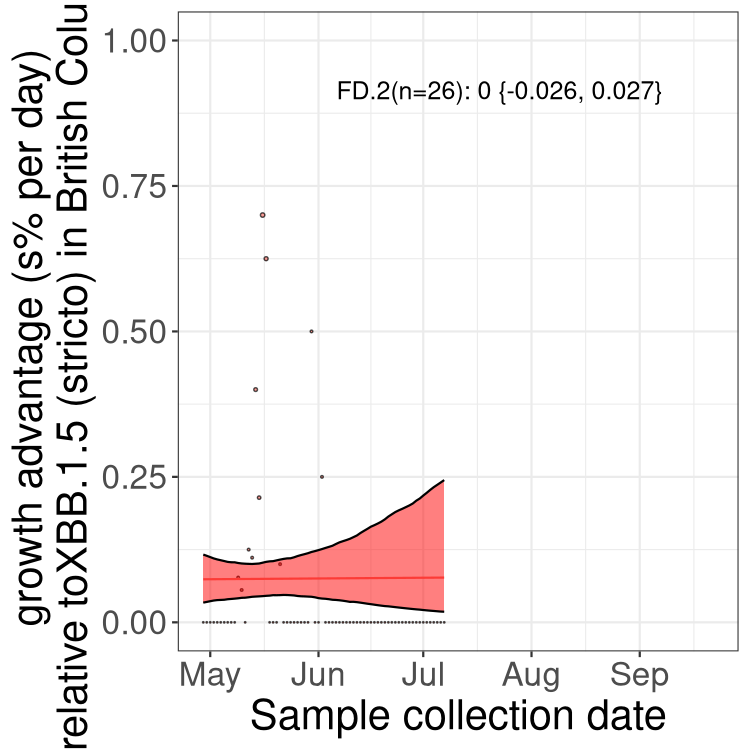 growth advantage (s% per day)
relative toXBB.1.5 (stricto) in British Colu
1.00
0.75
0.50
0.25
0.00
FD.2(n=26): 0 {-0.026, 0.027}
May Jun Jul Aug Sep
Sample collection date